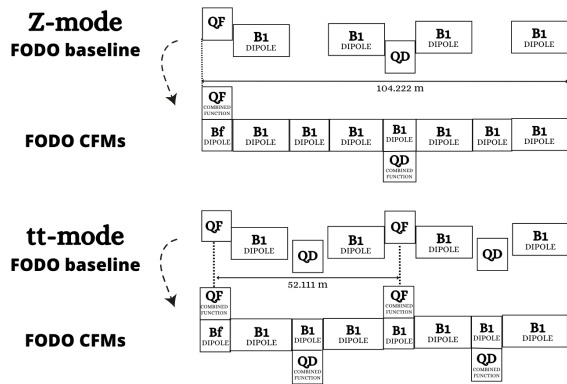 Z-mode
FODO baseline
QF
B1
DIPOLE
B1
DIPOLE
QD
B1
DIPOLE
B1
DIPOLE
104.222 m
FODO CFMs
QF
COMBINED
FUNCTION
Bf
DIPOLE
B1
DIPOLE
B1
DIPOLE
B1
DIPOLE
B1
DIPOLE
B1
DIPOLE
B1
DIPOLE
B1
DIPOLE
QD
COMBINED
FUNCTION
tt-mode
FODO baseline
QF
B1
DIPOLE
QD
B1
DIPOLE
QF
B1
DIPOLE
QD
B1
DIPOLE
52.111 m
FODO CFMs
QF
COMBINED
FUNCTION
QF
COMBINED
FUNCTION
Bf
DIPOLE
B1
DIPOLE
B1
DIPOLE
B1
DIPOLE
B1
DIPOLE
B1
DIPOLE
B1
DIPOLE
B1
DIPOLE
QD
COMBINED
FUNCTION
QD
COMBINED
FUNCTION